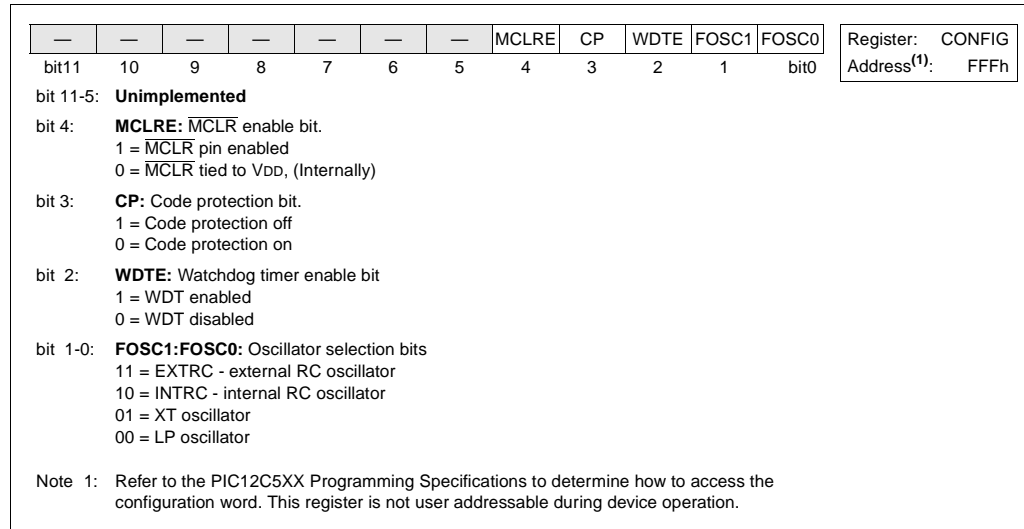 — — — — — — — MCLRE CP WDTE FOSC1 FOSC0 Register: CONFIG
bit11 10 9 8 7 6 5 4 3 2 1 bit0 Address(1): FFFh
bit 11-5: Unimplemented
bit 4: MCLRE: MCLR enable bit.
1 = MCLR pin enabled
0 = MCLR tied to VDD, (Internally)
bit 3: CP: Code protection bit.
1 = Code protection off
0 = Code protection on
bit 2: WDTE: Watchdog timer enable bit
1 = WDT enabled
0 = WDT disabled
bit 1-0: FOSC1:FOSC0: Oscillator selection bits
11 = EXTRC - external RC oscillator
10 = INTRC - internal RC oscillator
01 = XT oscillator
00 = LP oscillator
Note 1: Refer to the PIC12C5XX Programming Specifications to determine how to access the
configuration word. This register is not user addressable during device operation.